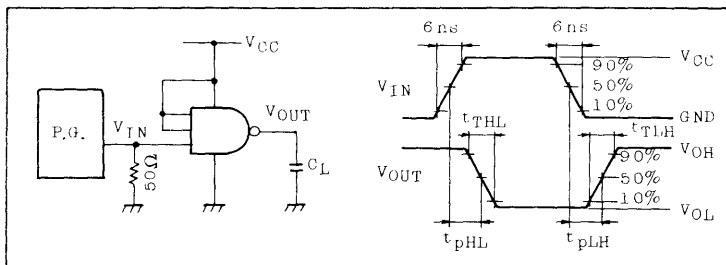 6ns 6ns
VCC
P.G.
VIN
50Ω
VOUT
CL
VIN
90%
50%
10%
VCC
GND
tTHL
tTLH
VOUT
90%
50%
10%
VOH
VOL
tpHL
tpLH